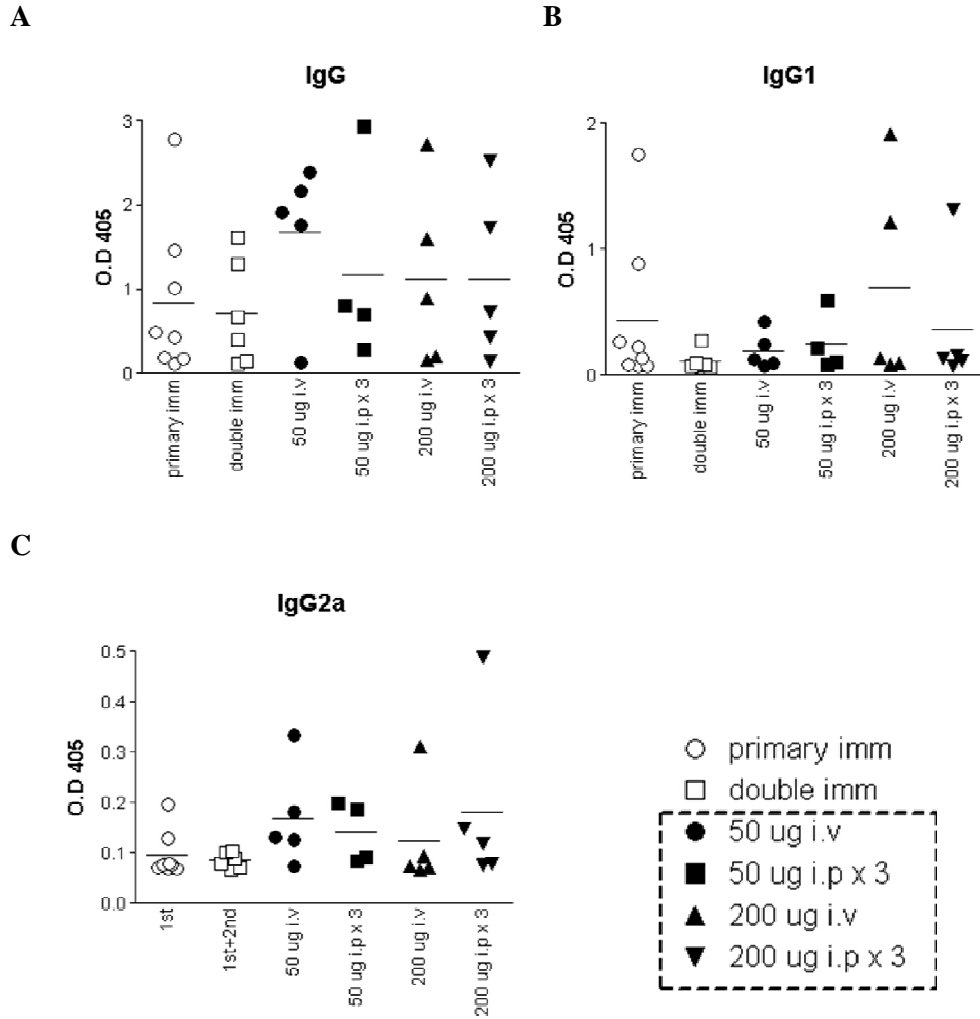 A
IgG
O.D 405
3
2
1
0
primary imm
double imm
50 ug i.v
50 ug i.p x 3
200 ug i.v
200 ug i.p x 3
B
IgG1
O.D 405
2
1
0
primary imm
double imm
50 ug i.v
50 ug i.p x 3
200 ug i.v
200 ug i.p x 3
C
IgG2a
O.D 405
0.5
0.4
0.3
0.2
0.1
0.0
1st
1st+2nd
50 ug i.v
50 ug i.p x 3
200 ug i.v
200 ug i.p x 3
primary imm
double imm
50 ug i.v
50 ug i.p x 3
200 ug i.v
200 ug i.p x 3